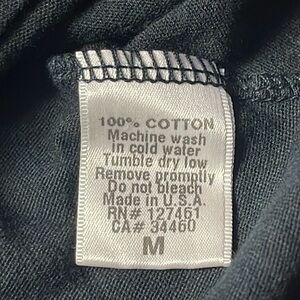 100% COTTON
Machine wash
in cold water
Tumble dry low
Remove promptly
Do not bleach
Made in U.S.A.
RN# 127461
CA# 34460
M